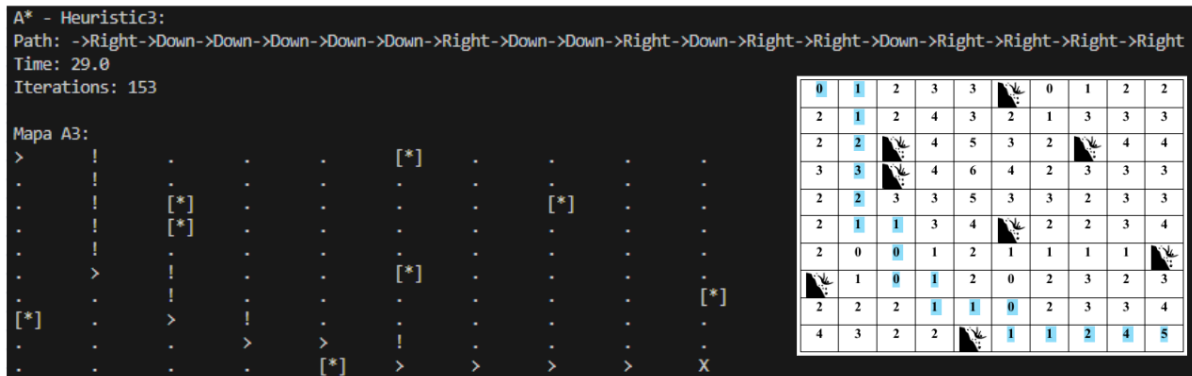 A* - Heuristic3:
Path: ->Right->Down->Down->Down->Down->Down->Right->Down->Down->Right->Down->Right->Right->Down->Right->Right->Right->Right
Time: 29.0
Iterations: 153
Mapa A3:
> ! . . . [*] . . . .
. ! . . . . . . . .
. ! [*] . . . . [*] . .
. ! [*] . . . . . . .
. ! . . . . . . . .
. > ! . . [*] . . . .
. . ! . . . . . . [*]
[*] . > ! . . . . . .
. . . > > ! . . . .
. . . . [*] > > > > X
0 1 2 3 3 0 1 2 2
2 1 2 4 3 2 1 3 3 3
2 2 4 5 3 2 4 4
3 3 4 6 4 2 3 3 3
2 2 3 3 5 3 3 2 3 3
2 1 1 3 4 2 2 3 4
2 0 0 1 2 1 1 1 1
1 0 1 2 0 2 3 2 3
2 2 2 1 1 0 2 3 3 4
4 3 2 2 1 1 2 4 5